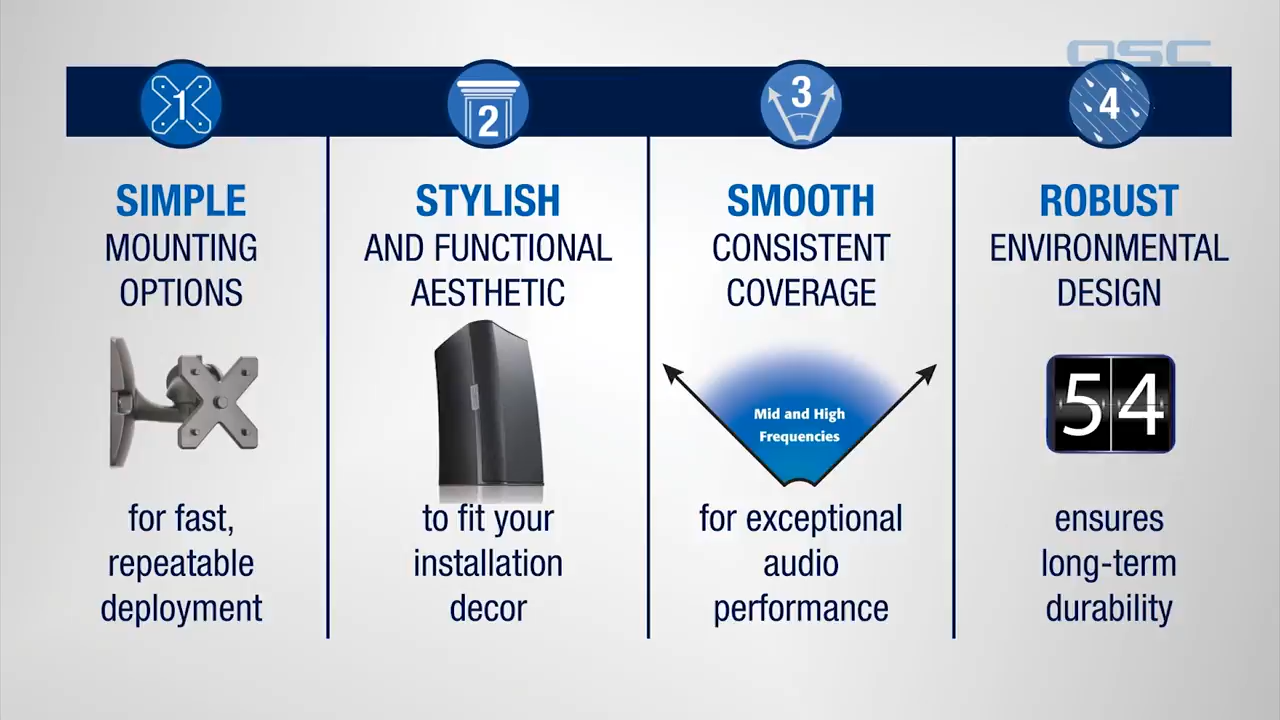 QSC
1
SIMPLE
MOUNTING
OPTIONS
for fast,
repeatable
deployment
2
STYLISH
AND FUNCTIONAL
AESTHETIC
to fit your
installation
decor
3
SMOOTH
CONSISTENT
COVERAGE
Mid and High
Frequencies
for exceptional
audio
performance
4
ROBUST
ENVIRONMENTAL
DESIGN
54
ensures
long-term
durability